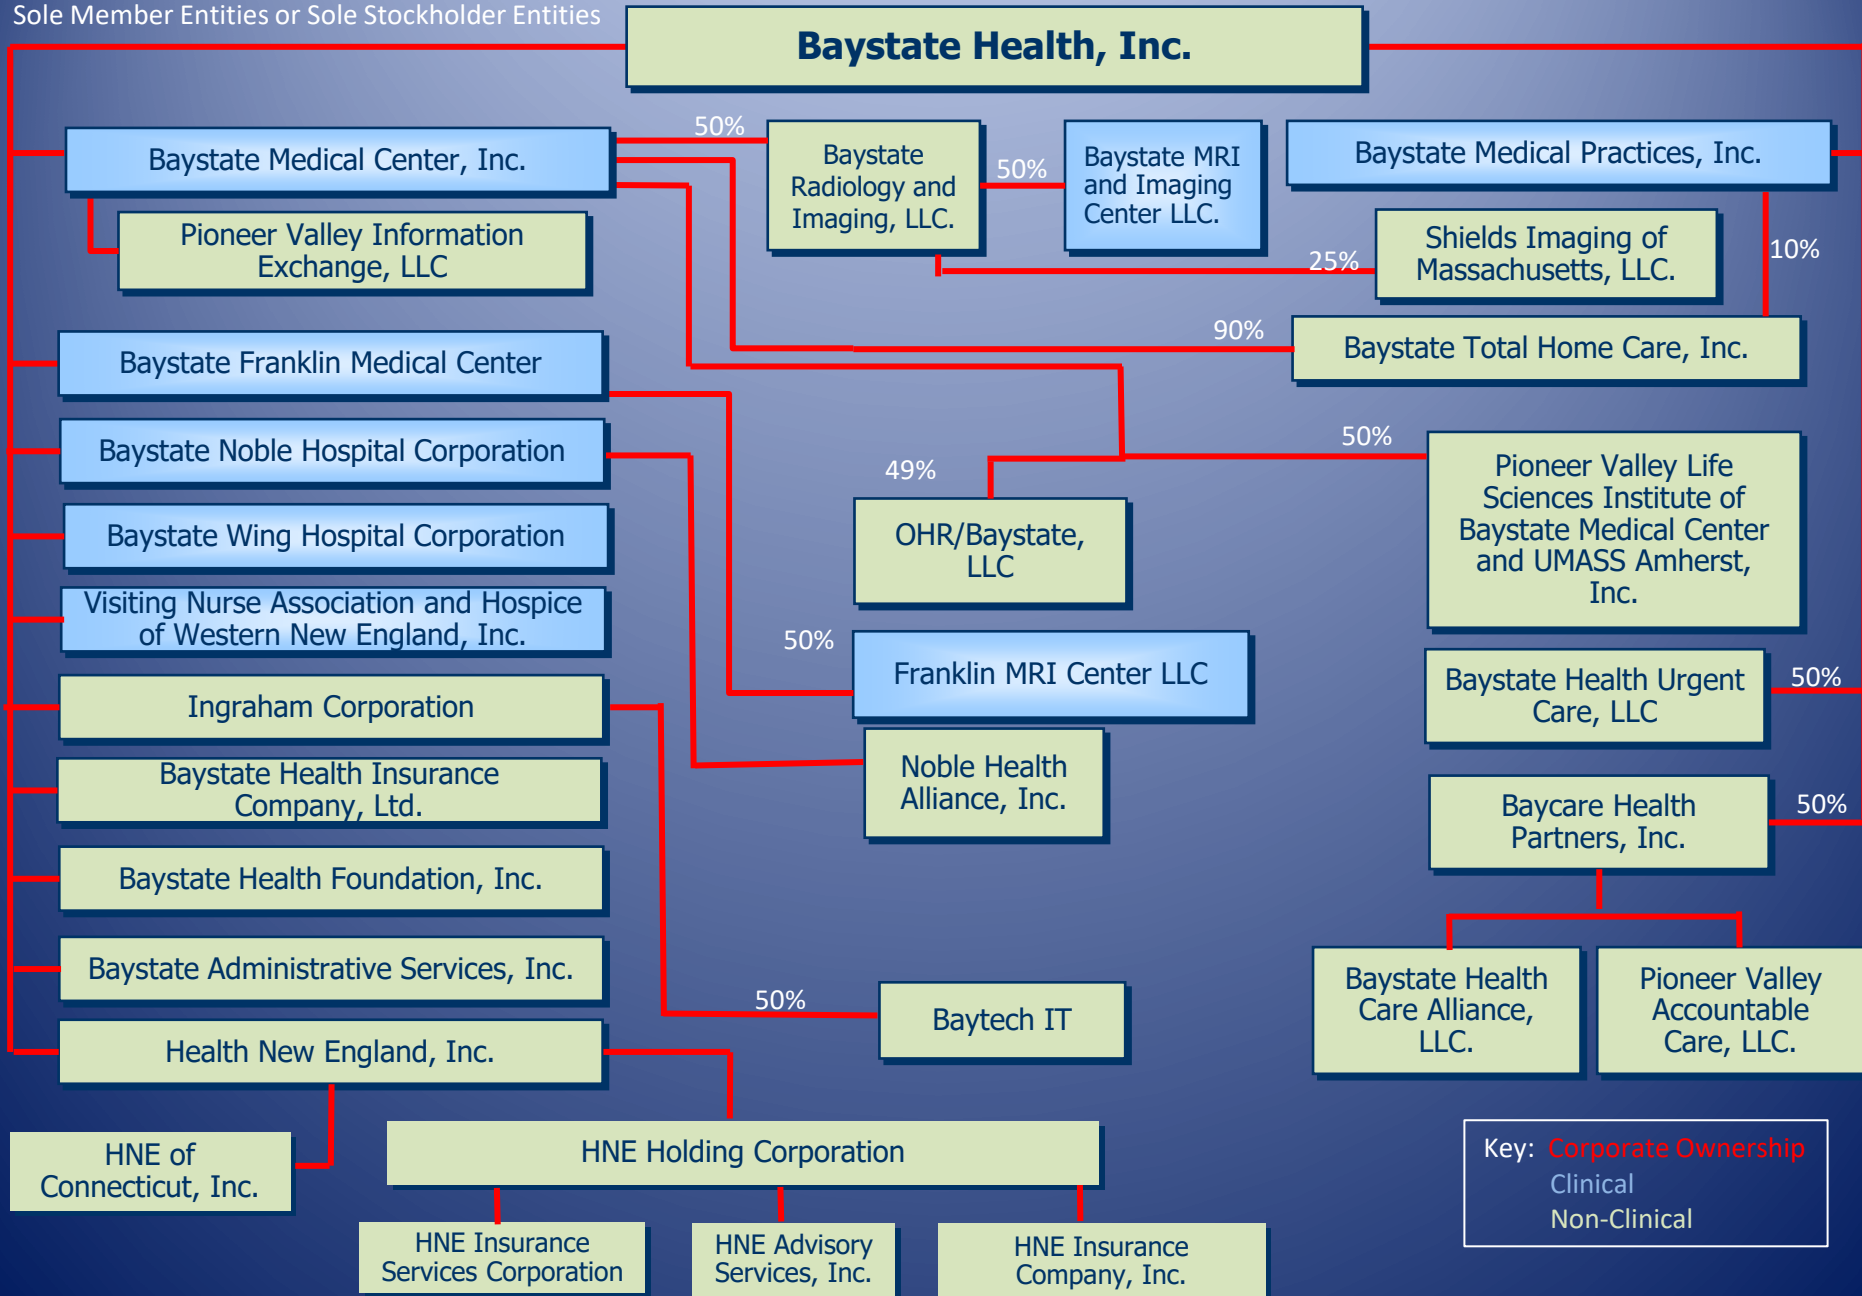 Sole Member Entities or Sole Stockholder Entities
Baystate Health, Inc.
Baystate Medical Center, Inc.
50%
Baystate
Radiology and
Imaging, LLC.
50%
Baystate MRI
and Imaging
Center LLC.
Baystate Medical Practices, Inc.
Pioneer Valley Information
Exchange, LLC
25%
Shields Imaging of
Massachusetts, LLC.
10%
90%
Baystate Total Home Care, Inc.
Baystate Franklin Medical Center
Baystate Noble Hospital Corporation
49%
OHR/Baystate,
LLC
50%
Pioneer Valley Life
Sciences Institute of
Baystate Medical Center
and UMASS Amherst,
Inc.
Baystate Wing Hospital Corporation
Visiting Nurse Association and Hospice
of Western New England, Inc.
50%
Franklin MRI Center LLC
Baystate Health Urgent
Care, LLC
50%
Ingraham Corporation
Noble Health
Alliance, Inc.
Baystate Health Insurance
Company, Ltd.
Baycare Health
Partners, Inc.
50%
Baystate Health Foundation, Inc.
Baystate Administrative Services, Inc.
50%
Baytech IT
Baystate Health
Care Alliance,
LLC.
Pioneer Valley
Accountable
Care, LLC.
Health New England, Inc.
HNE of
Connecticut, Inc.
HNE Holding Corporation
HNE Insurance
Services Corporation
HNE Advisory
Services, Inc.
HNE Insurance
Company, Inc.
Key: Corporate Ownership
Clinical
Non-Clinical